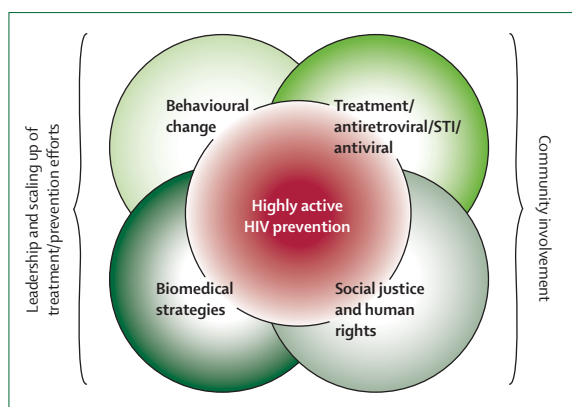 Leadership and scaling up of
treatment/prevention efforts
Behavioural
change
Treatment/
antiretroviral/STI/
antiviral
Highly active
HIV prevention
Biomedical
strategies
Social justice
and human
rights
Community involvement